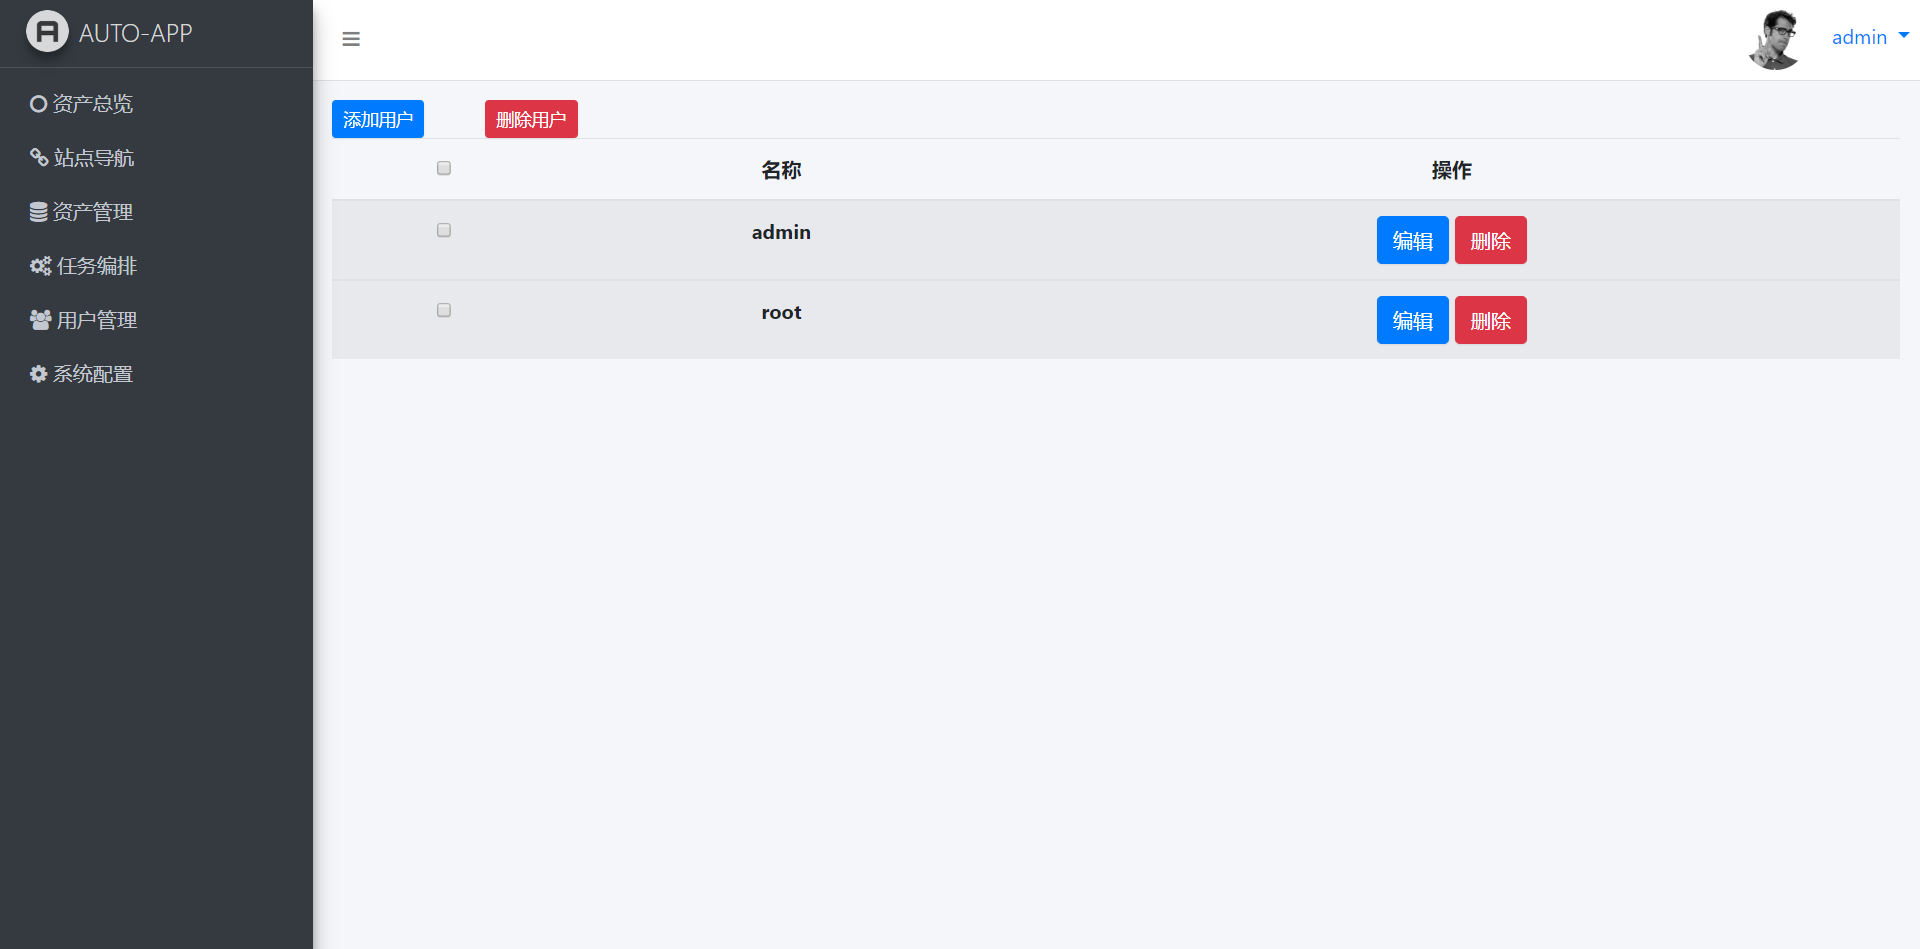 AUTO-APP
admin
资产总览
站点导航
资产管理
任务编排
用户管理
系统配置
添加用户 删除用户
名称 操作
admin 编辑 删除
root 编辑 删除